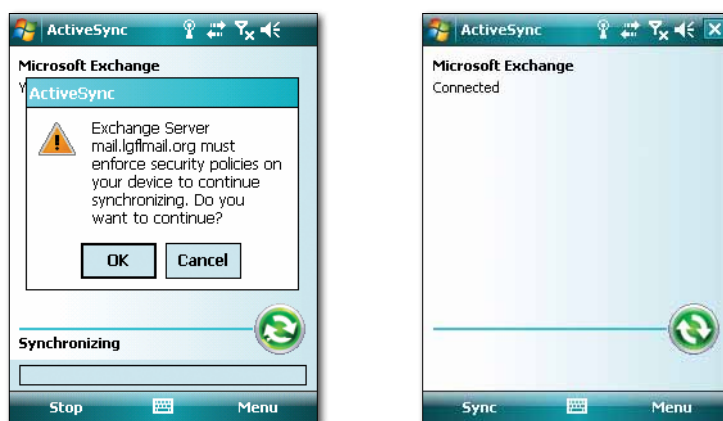 ActiveSync
Microsoft Exchange
ActiveSync
Exchange Server
mail.lgflmail.org must
enforce security policies on
your device to continue
synchronizing. Do you
want to continue?
OK Cancel
Synchronizing
Stop Menu
ActiveSync
Microsoft Exchange
Connected
Sync Menu